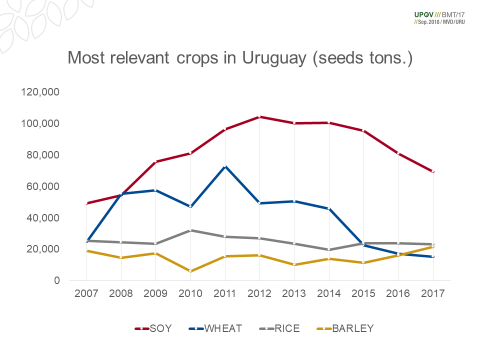 UPOV /// BMT/17
//Sep, 2018 / MVD/URU
Most relevant crops in Uruguay (seeds tons.)
120,000
100,000
80,000
60,000
40,000
20,000
0
2007 2008 2009 2010 2011 2012 2013 2014 2015 2016 2017
SOY WHEAT RICE BARLEY